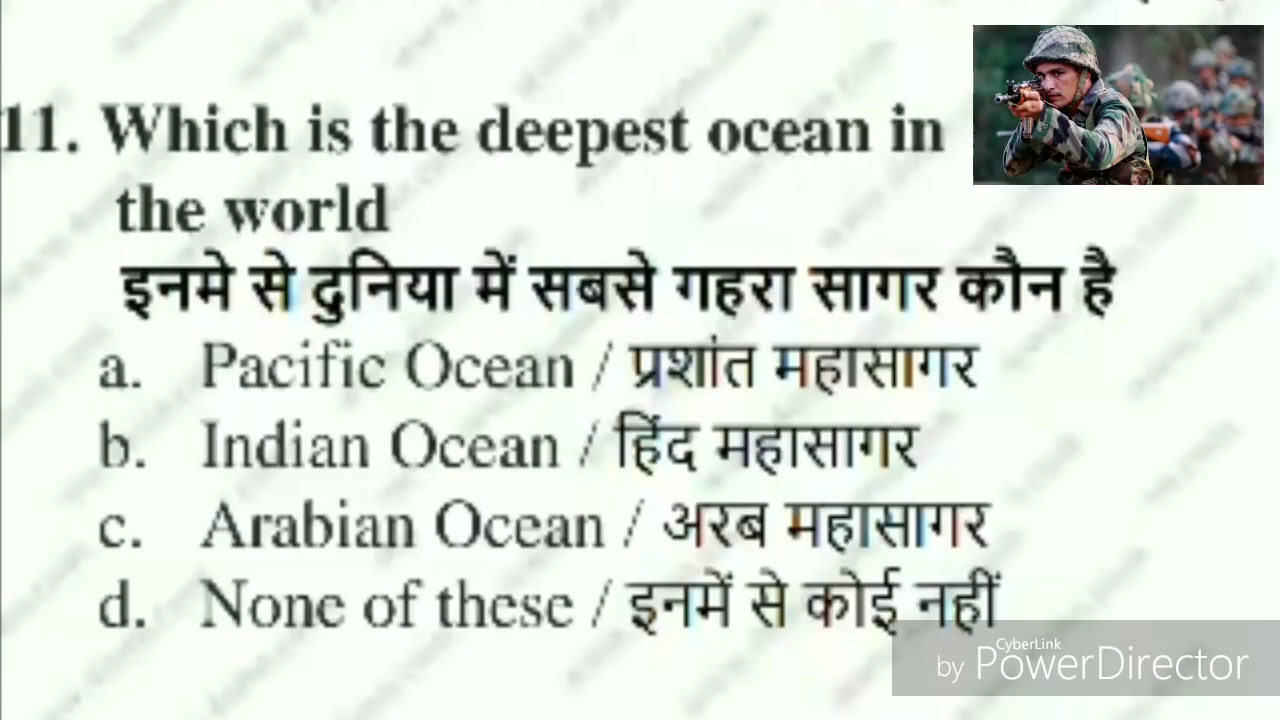 11. Which is the deepest ocean in
the world
इनमे से दुनिया में सबसे गहरा सागर कौन है
a. Pacific Ocean / प्रशांत महासागर
b. Indian Ocean / हिंद महासागर
c. Arabian Ocean / अरब महासागर
d. None of these / इनमें से कोई नहीं
CyberLink
by PowerDirector